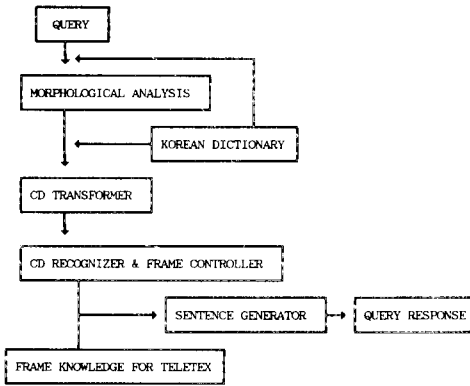 QUERY
MORPHOLOGICAL ANALYSIS
KOREAN DICTIONARY
CD TRANSFORMER
CD RECOGNIZER & FRAME CONTROLLER
SENTENCE GENERATOR
QUERY RESPONSE
FRAME KNOWLEDGE FOR TELETEX